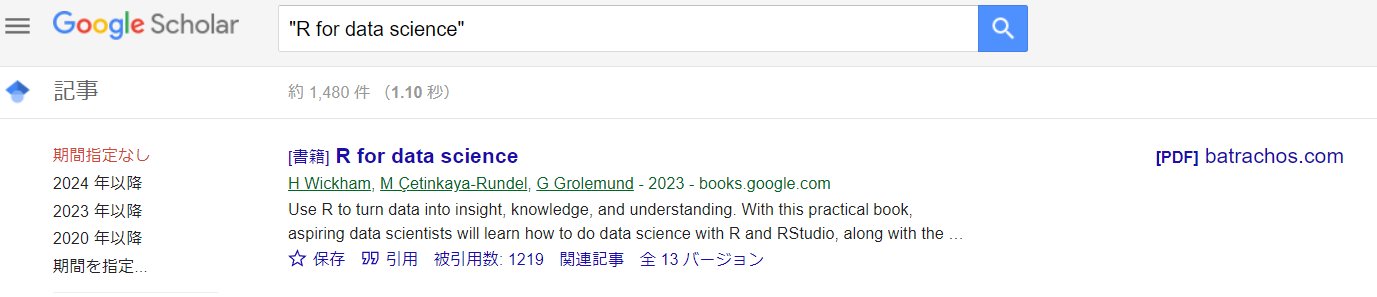 Google Scholar
"R for data science"
記事
約 1,480 件 （1.10 秒）
期間指定なし
2024 年以降
2023 年以降
2020 年以降
期間を指定...
[書籍] R for data science
H Wickham, M Çetinkaya-Rundel, G Grolemund - 2023 - books.google.com
Use R to turn data into insight, knowledge, and understanding. With this practical book,
aspiring data scientists will learn how to do data science with R and RStudio, along with the …
保存 引用 被引用数: 1219 関連記事 全 13 バージョン
[PDF] batrachos.com